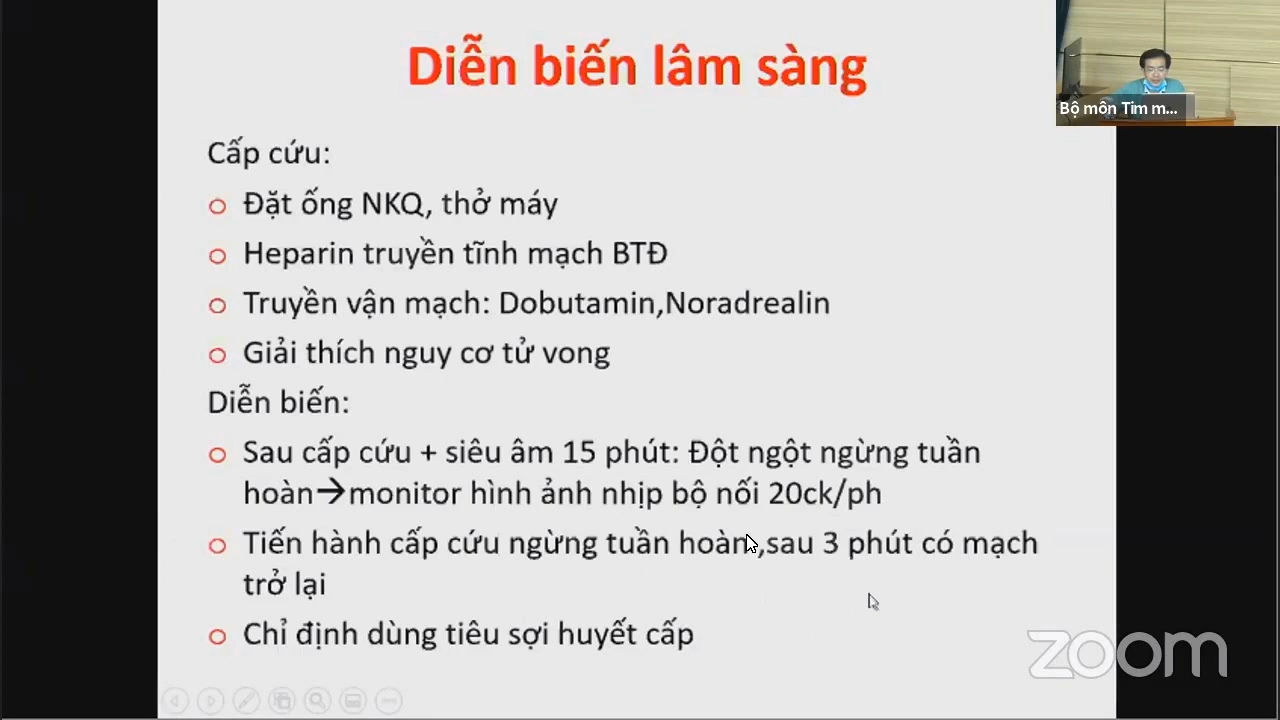 Diễn biến lâm sàng
Bộ môn Tim m...
Cấp cứu:
Đặt ống NKQ, thở máy
Heparin truyền tĩnh mạch BTĐ
Truyền vận mạch: Dobutamin,Noradrealin
Giải thích nguy cơ tử vong
Diễn biến:
Sau cấp cứu + siêu âm 15 phút: Đột ngột ngừng tuần
hoàn→monitor hình ảnh nhịp bộ nối 20ck/ph
Tiến hành cấp cứu ngừng tuần hoàn,sau 3 phút có mạch
trở lại
Chỉ định dùng tiêu sợi huyết cấp
zoom